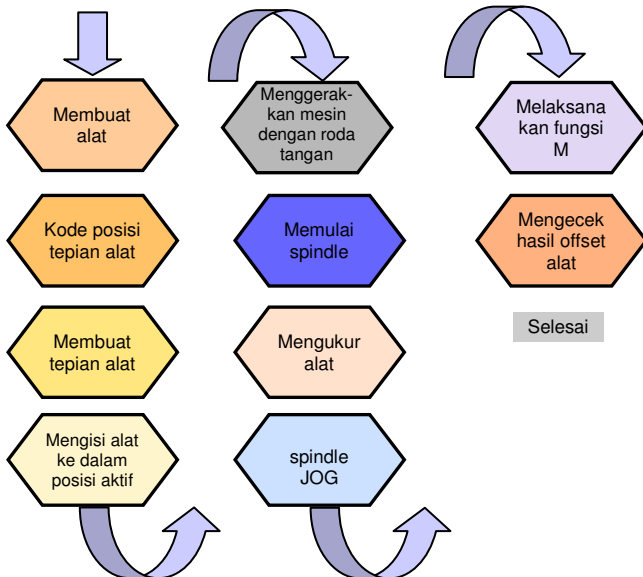 Membuat
alat
Kode posisi
tepian alat
Membuat
tepian alat
Mengisi alat
ke dalam
posisi aktif
Menggerak-
kan mesin
dengan roda
tangan
Memulai
spindle
Mengukur
alat
spindle
JOG
Melaksana
kan fungsi
M
Mengecek
hasil offset
alat
Selesai